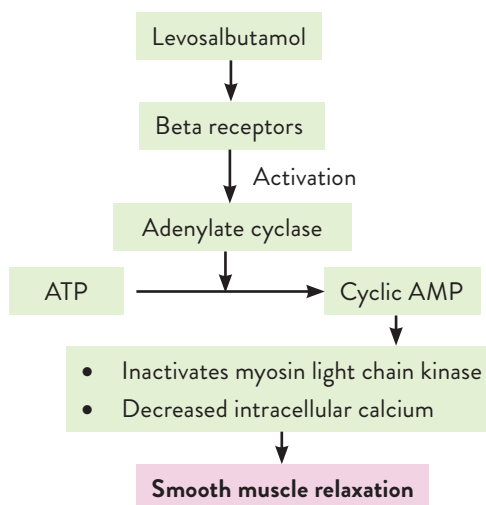 Levosalbutamol
Beta receptors
Activation
Adenylate cyclase
ATP
Cyclic AMP
• Inactivates myosin light chain kinase
• Decreased intracellular calcium
Smooth muscle relaxation